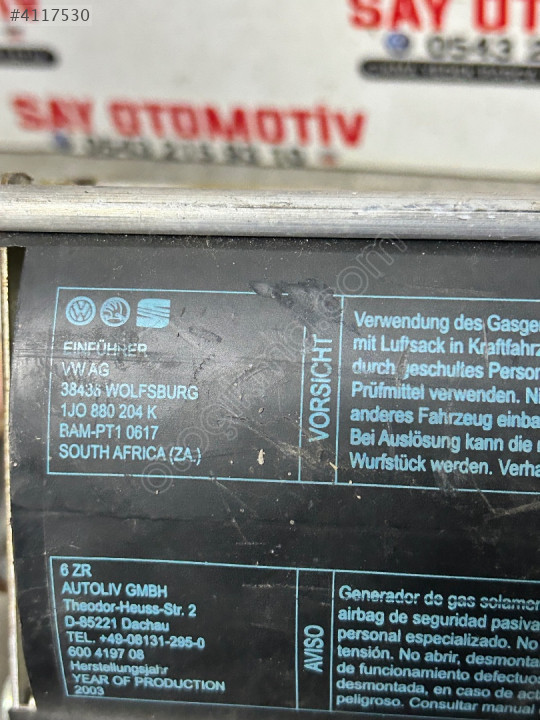 #4117530
SAY OTOMOTİV
SAY OTO
0543 2
EINFÜHRER
VW AG
38436 WOLFSBURG
1JO 880 204 K
BAM-PT1 0617
SOUTH AFRICA (ZA.)
VORSICHT
Verwendung des Gasgen
mit Luftsack in Kraftfahrz
durch geschultes Person
Prüfmittel verwenden. Ni
anderes Fahrzeug einba
Bei Auslösung kann die
Wurfstück werden. Verha
6 ZR
AUTOLIV GMBH
Theodor-Heuss-Str. 2
D-85221 Dachau
TEL. +49-08131-295-0
600 4197 08
Herstellungsjahr
YEAR OF PRODUCTION
2003
AVISO
Generador de gas solamen
airbag de seguridad pasiva
personal especializado. No
tensión. No abrir, desmonta
de funcionamiento defectuos
desmontada, en caso de act
peligroso. Consultar manual